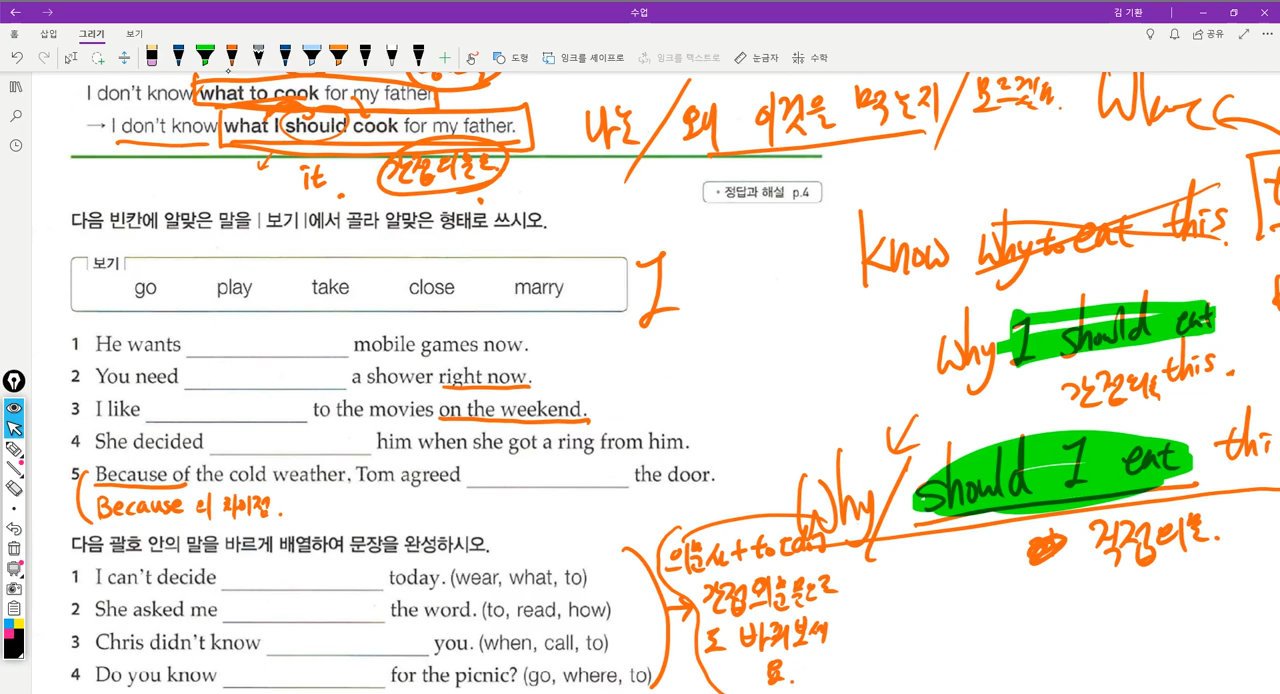 수업
김 기환
홈 삽입 그리기 보기
도형 잉크를 셰이프로 잉크를 텍스트로 눈금자 수학
공유
I don't know what to cook for my father
→ I don't know what I should cook for my father.
it.
간접의문문.
나는 / 왜 이것을 먹는지 / 모르겠어.
• 정답과 해설 p.4
다음 빈칸에 알맞은 말을 | 보기 |에서 골라 알맞은 형태로 쓰시오.
보기
go play take close marry
I
1 He wants ____________ mobile games now.
2 You need ____________ a shower right now.
3 I like ____________ to the movies on the weekend.
4 She decided ____________ him when she got a ring from him.
5 Because of the cold weather, Tom agreed ____________ the door.
Because 의 차이점.
know why to eat this.
Why I should eat
this.
Why / should I eat thi
직접의문.
다음 괄호 안의 말을 바르게 배열하여 문장을 완성하시오.
1 I can't decide ____________ today. (wear, what, to)
2 She asked me ____________ the word. (to, read, how)
3 Chris didn't know ____________ you. (when, call, to)
4 Do you know ____________ for the picnic? (go, where, to)
의문사 + to
간접의문문으로
도 바꿔보세
요.